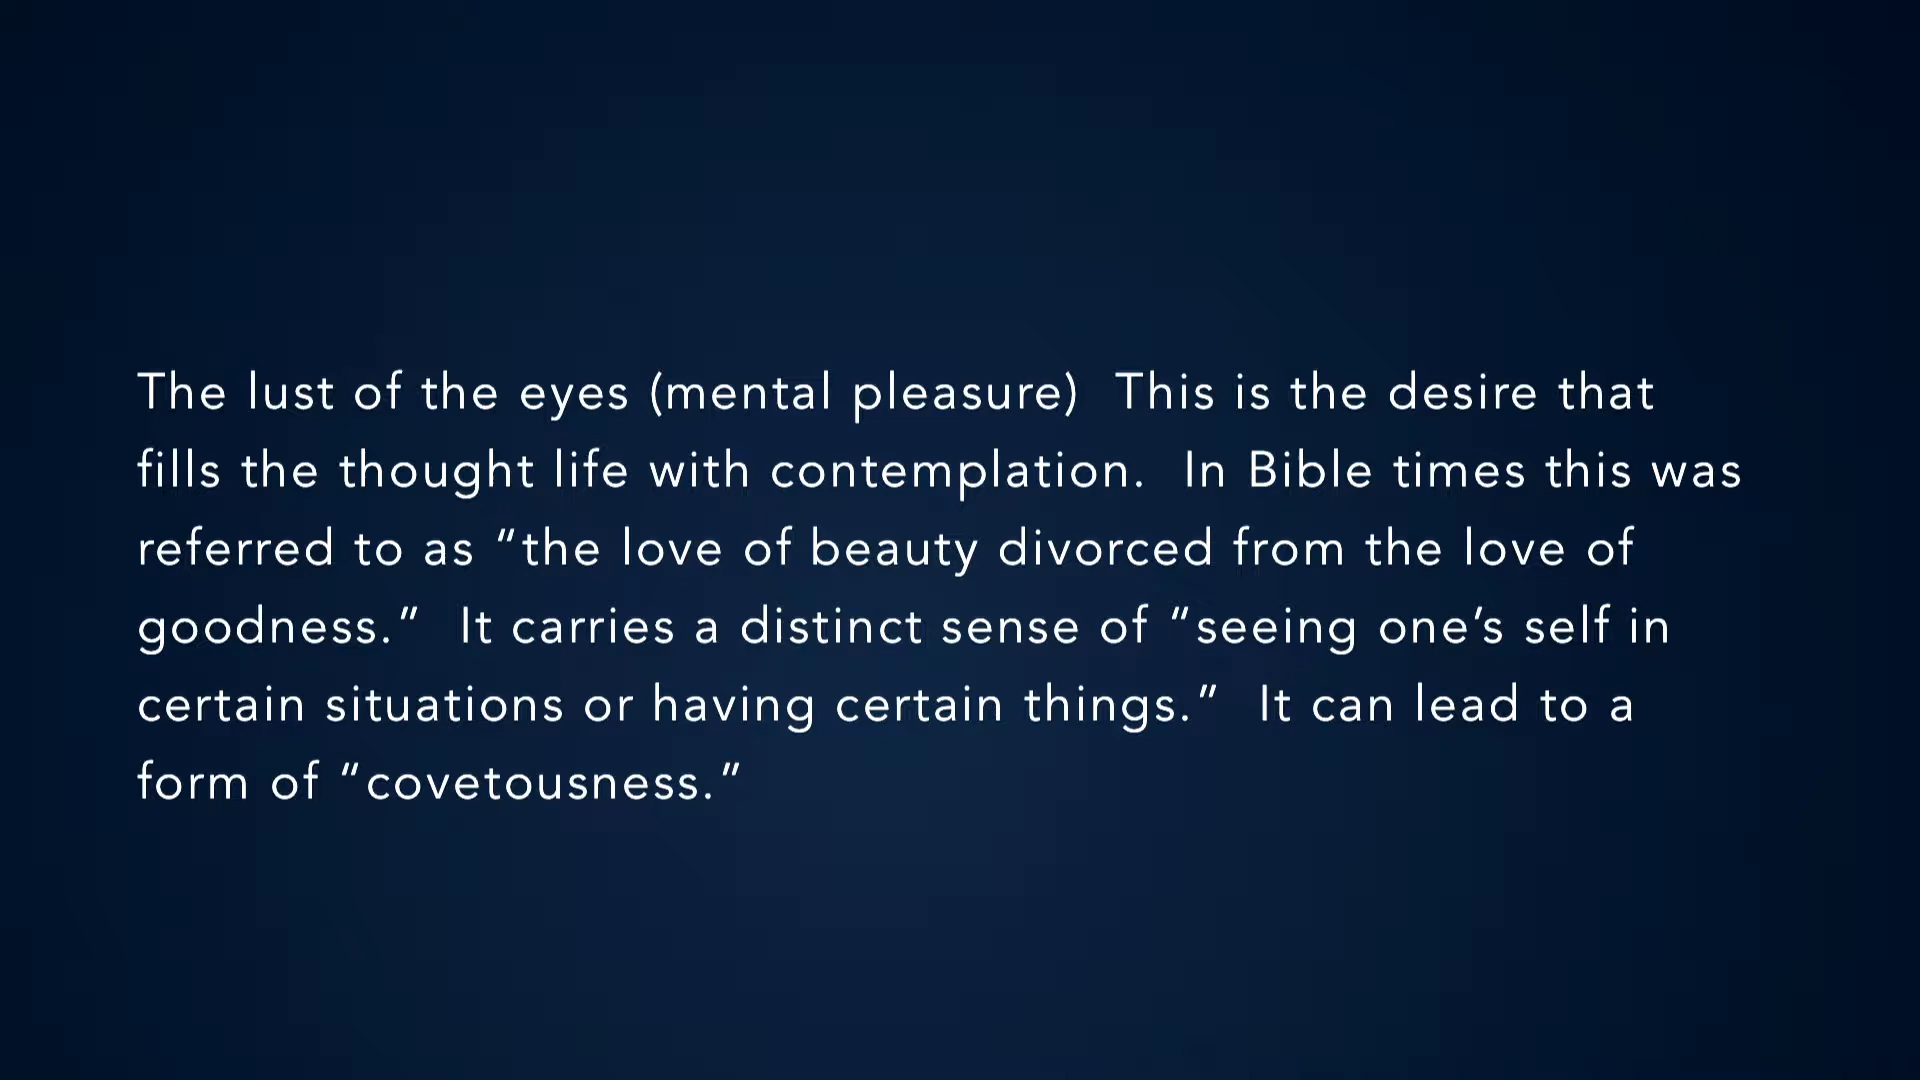 The lust of the eyes (mental pleasure)  This is the desire that
fills the thought life with contemplation.  In Bible times this was
referred to as “the love of beauty divorced from the love of
goodness.”  It carries a distinct sense of “seeing one’s self in
certain situations or having certain things.”  It can lead to a
form of “covetousness.”